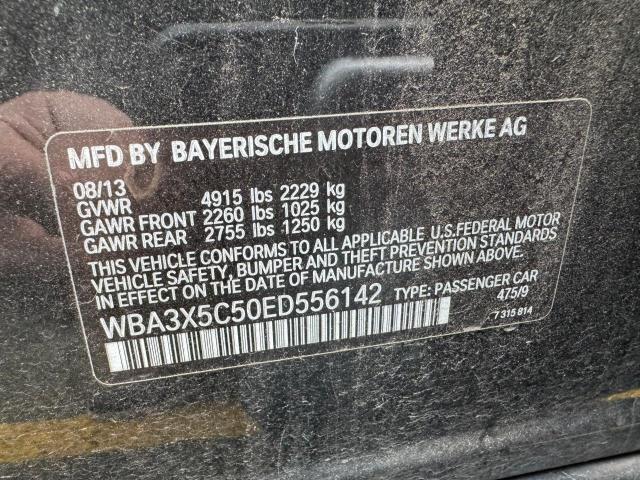 MFD BY BAYERISCHE MOTOREN WERKE AG
08/13
GVWR 4915 lbs 2229 kg
GAWR FRONT 2260 lbs 1025 kg
GAWR REAR 2755 lbs 1250 kg
THIS VEHICLE CONFORMS TO ALL APPLICABLE U.S.FEDERAL MOTOR
VEHICLE SAFETY, BUMPER AND THEFT PREVENTION STANDARDS
IN EFFECT ON THE DATE OF MANUFACTURE SHOWN ABOVE.
WBA3X5C50ED556142 TYPE: PASSENGER CAR
475/9
7 315 814